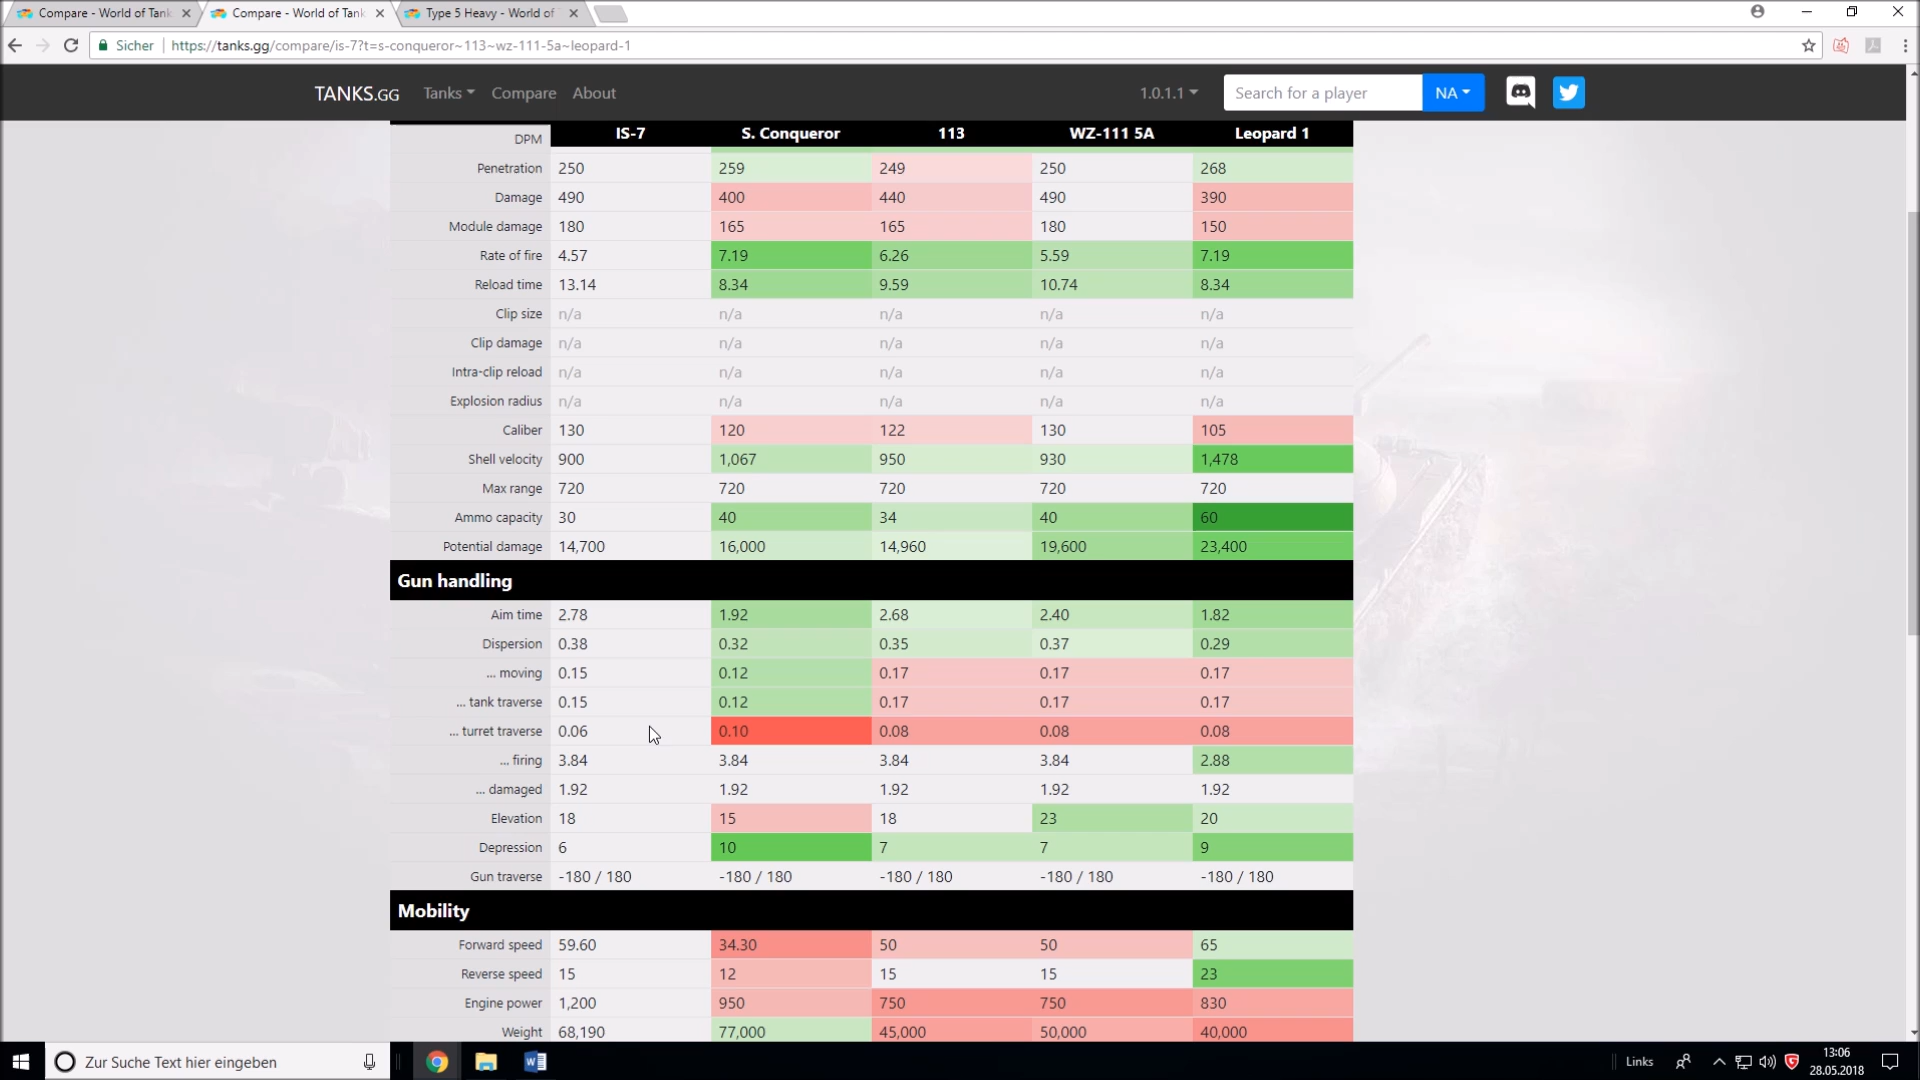 Compare - World of Tank
Compare - World of Tank
Type 5 Heavy - World of
Sicher https://tanks.gg/compare/is-7?t=s-conqueror~113~wz-111-5a~leopard-1
TANKS.GG Tanks Compare About 1.0.1.1 Search for a player NA
DPM IS-7 S. Conqueror 113 WZ-111 5A Leopard 1
Penetration 250 259 249 250 268
Damage 490 400 440 490 390
Module damage 180 165 165 180 150
Rate of fire 4.57 7.19 6.26 5.59 7.19
Reload time 13.14 8.34 9.59 10.74 8.34
Clip size n/a n/a n/a n/a n/a
Clip damage n/a n/a n/a n/a n/a
Intra-clip reload n/a n/a n/a n/a n/a
Explosion radius n/a n/a n/a n/a n/a
Caliber 130 120 122 130 105
Shell velocity 900 1,067 950 930 1,478
Max range 720 720 720 720 720
Ammo capacity 30 40 34 40 60
Potential damage 14,700 16,000 14,960 19,600 23,400
Gun handling
Aim time 2.78 1.92 2.68 2.40 1.82
Dispersion 0.38 0.32 0.35 0.37 0.29
... moving 0.15 0.12 0.17 0.17 0.17
... tank traverse 0.15 0.12 0.17 0.17 0.17
... turret traverse 0.06 0.10 0.08 0.08 0.08
... firing 3.84 3.84 3.84 3.84 2.88
... damaged 1.92 1.92 1.92 1.92 1.92
Elevation 18 15 18 23 20
Depression 6 10 7 7 9
Gun traverse -180 / 180 -180 / 180 -180 / 180 -180 / 180 -180 / 180
Mobility
Forward speed 59.60 34.30 50 50 65
Reverse speed 15 12 15 15 23
Engine power 1,200 950 750 750 830
Weight 68,190 77,000 45,000 50,000 40,000
Zur Suche Text hier eingeben
Links
13:06
28.05.2018